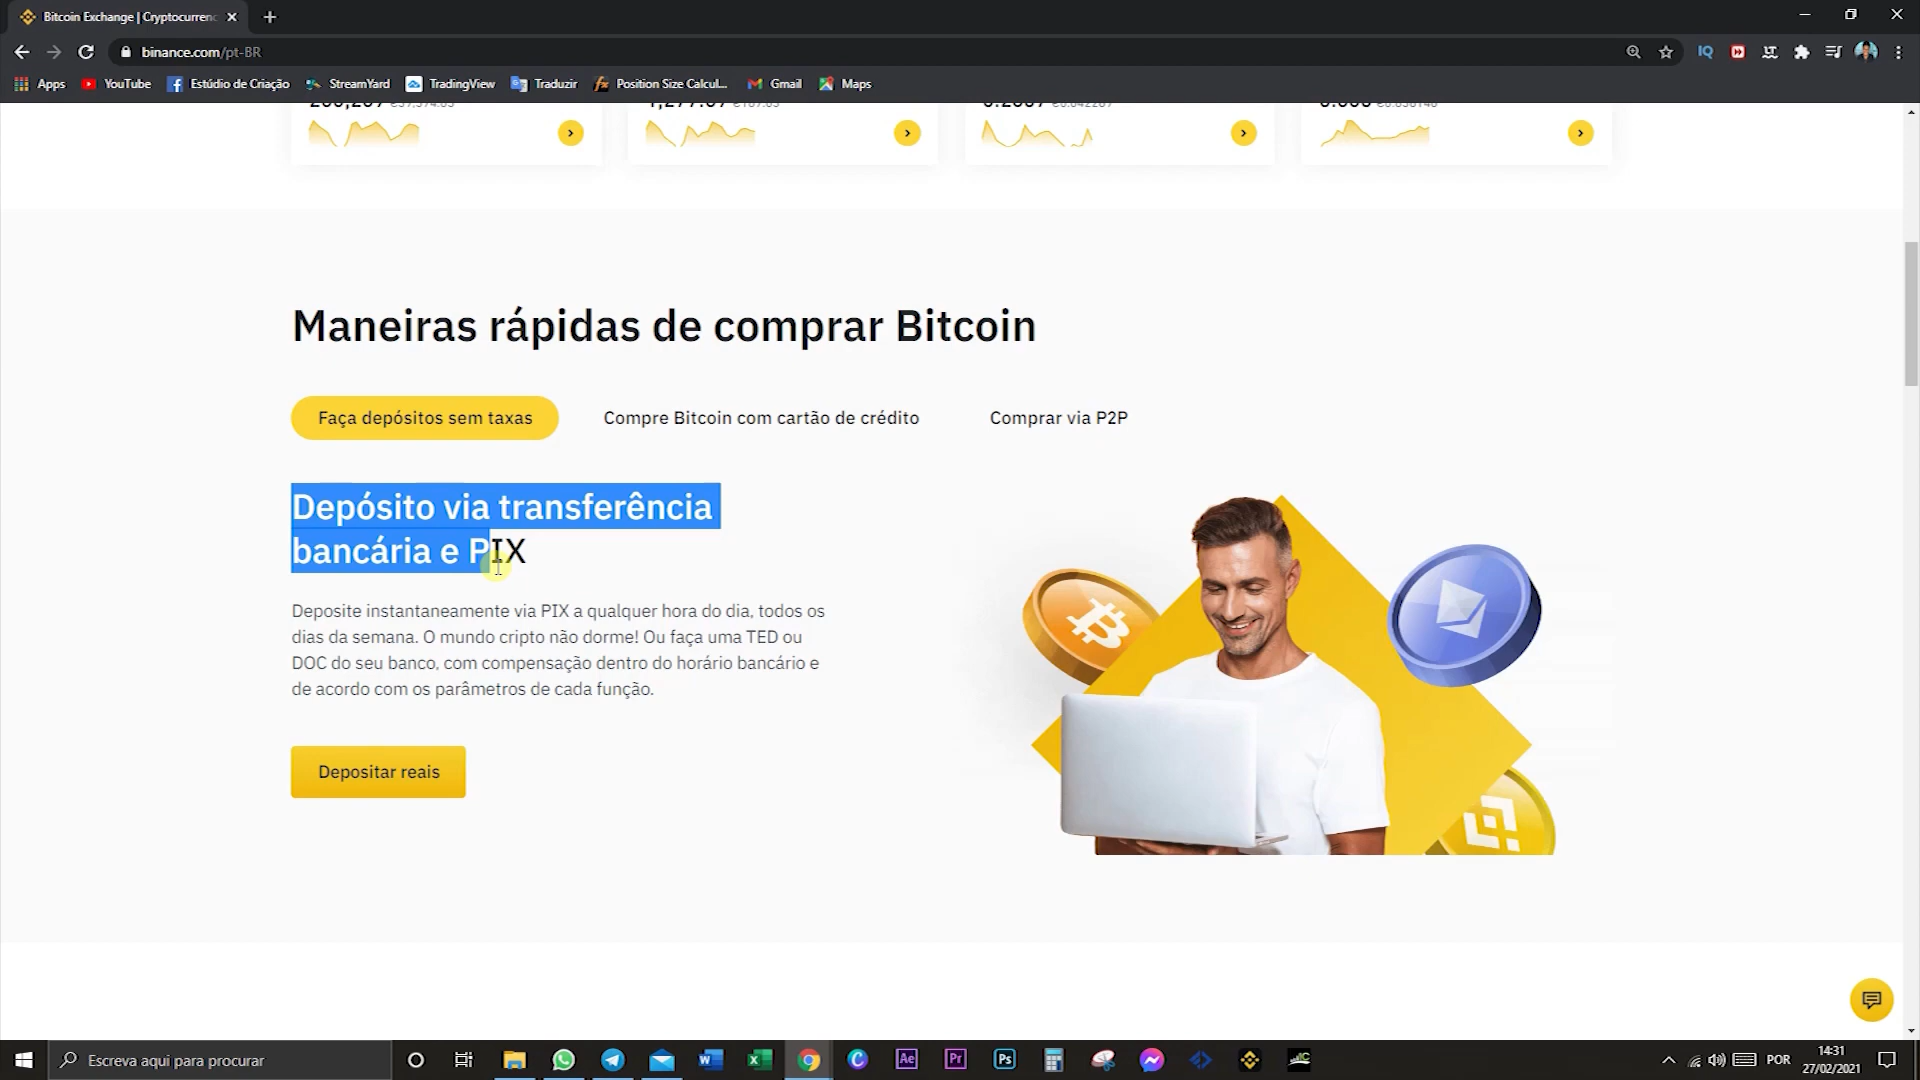 Bitcoin Exchange | Cryptocurrenc
binance.com/pt-BR
Apps
YouTube
Estúdio de Criação
StreamYard
TradingView
Traduzir
Position Size Calcul...
Gmail
Maps
Maneiras rápidas de comprar Bitcoin
Faça depósitos sem taxas
Compre Bitcoin com cartão de crédito
Comprar via P2P
Depósito via transferência
bancária e PIX
Deposite instantaneamente via PIX a qualquer hora do dia, todos os
dias da semana. O mundo cripto não dorme! Ou faça uma TED ou
DOC do seu banco, com compensação dentro do horário bancário e
de acordo com os parâmetros de cada função.
Depositar reais
Escreva aqui para procurar
POR
14:31
27/02/2021